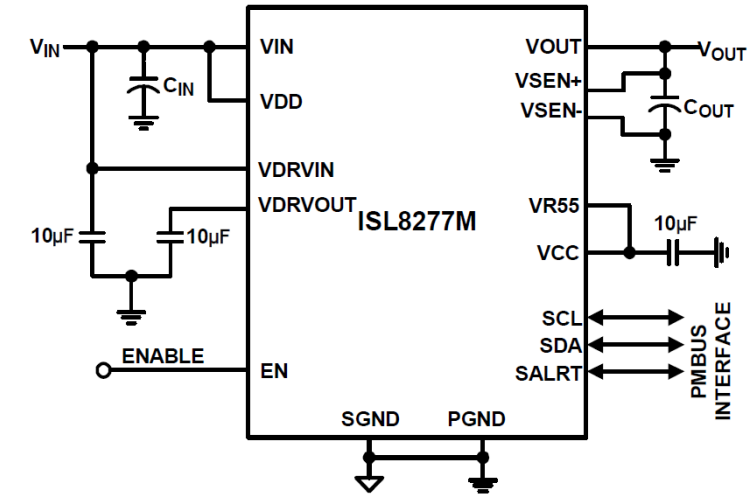 VIN
VIN
VOUT
VOUT
CIN
VSEN+
VDD
VSEN-
COUT
VDRVIN
VDRVOUT
ISL8277M
VR55
10µF
10µF
10µF
VCC
SCL
SDA
SALRT
PMBUS
INTERFACE
ENABLE
EN
SGND
PGND